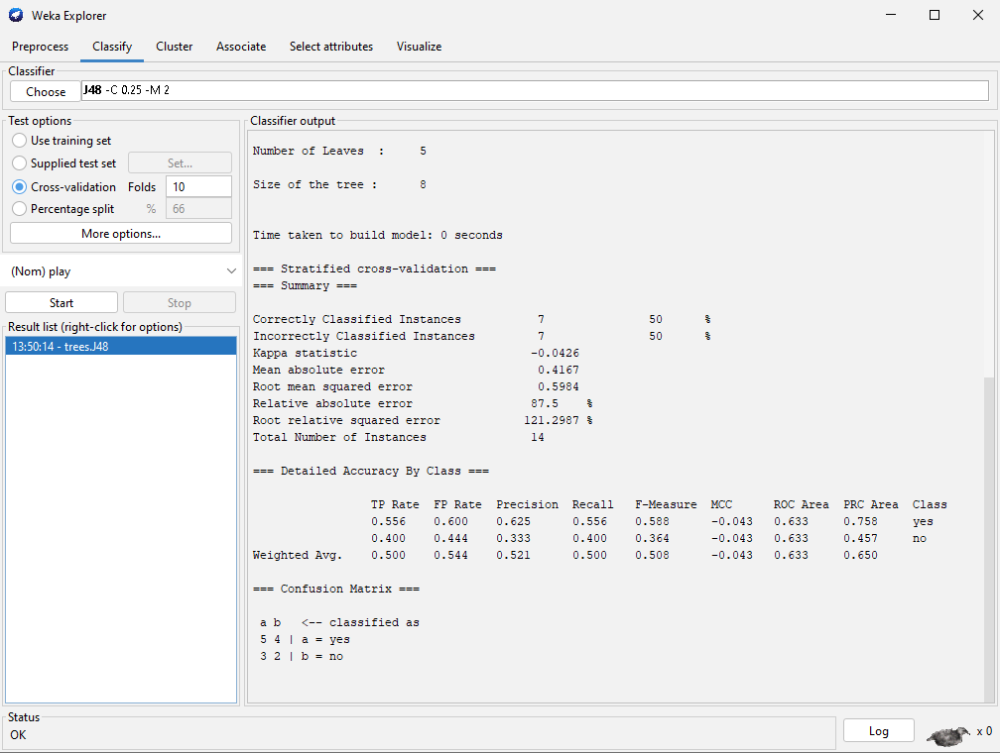 Weka Explorer
Preprocess Classify Cluster Associate Select attributes Visualize
Classifier
Choose J48 -C 0.25 -M 2
Test options
Use training set
Supplied test set Set...
Cross-validation Folds 10
Percentage split % 66
More options...
(Nom) play
Start Stop
Result list (right-click for options)
13:50:14 - trees.J48
Classifier output
Number of Leaves : 5
Size of the tree : 8
Time taken to build model: 0 seconds
=== Stratified cross-validation ===
=== Summary ===
Correctly Classified Instances 7 50 %
Incorrectly Classified Instances 7 50 %
Kappa statistic -0.0426
Mean absolute error 0.4167
Root mean squared error 0.5984
Relative absolute error 87.5 %
Root relative squared error 121.2987 %
Total Number of Instances 14
=== Detailed Accuracy By Class ===
TP Rate FP Rate Precision Recall F-Measure MCC ROC Area PRC Area Class
0.556 0.600 0.625 0.556 0.588 -0.043 0.633 0.758 yes
0.400 0.444 0.333 0.400 0.364 -0.043 0.633 0.457 no
Weighted Avg. 0.500 0.544 0.521 0.500 0.508 -0.043 0.633 0.650
=== Confusion Matrix ===
a b <-- classified as
5 4 | a = yes
3 2 | b = no
Status
OK
Log x 0